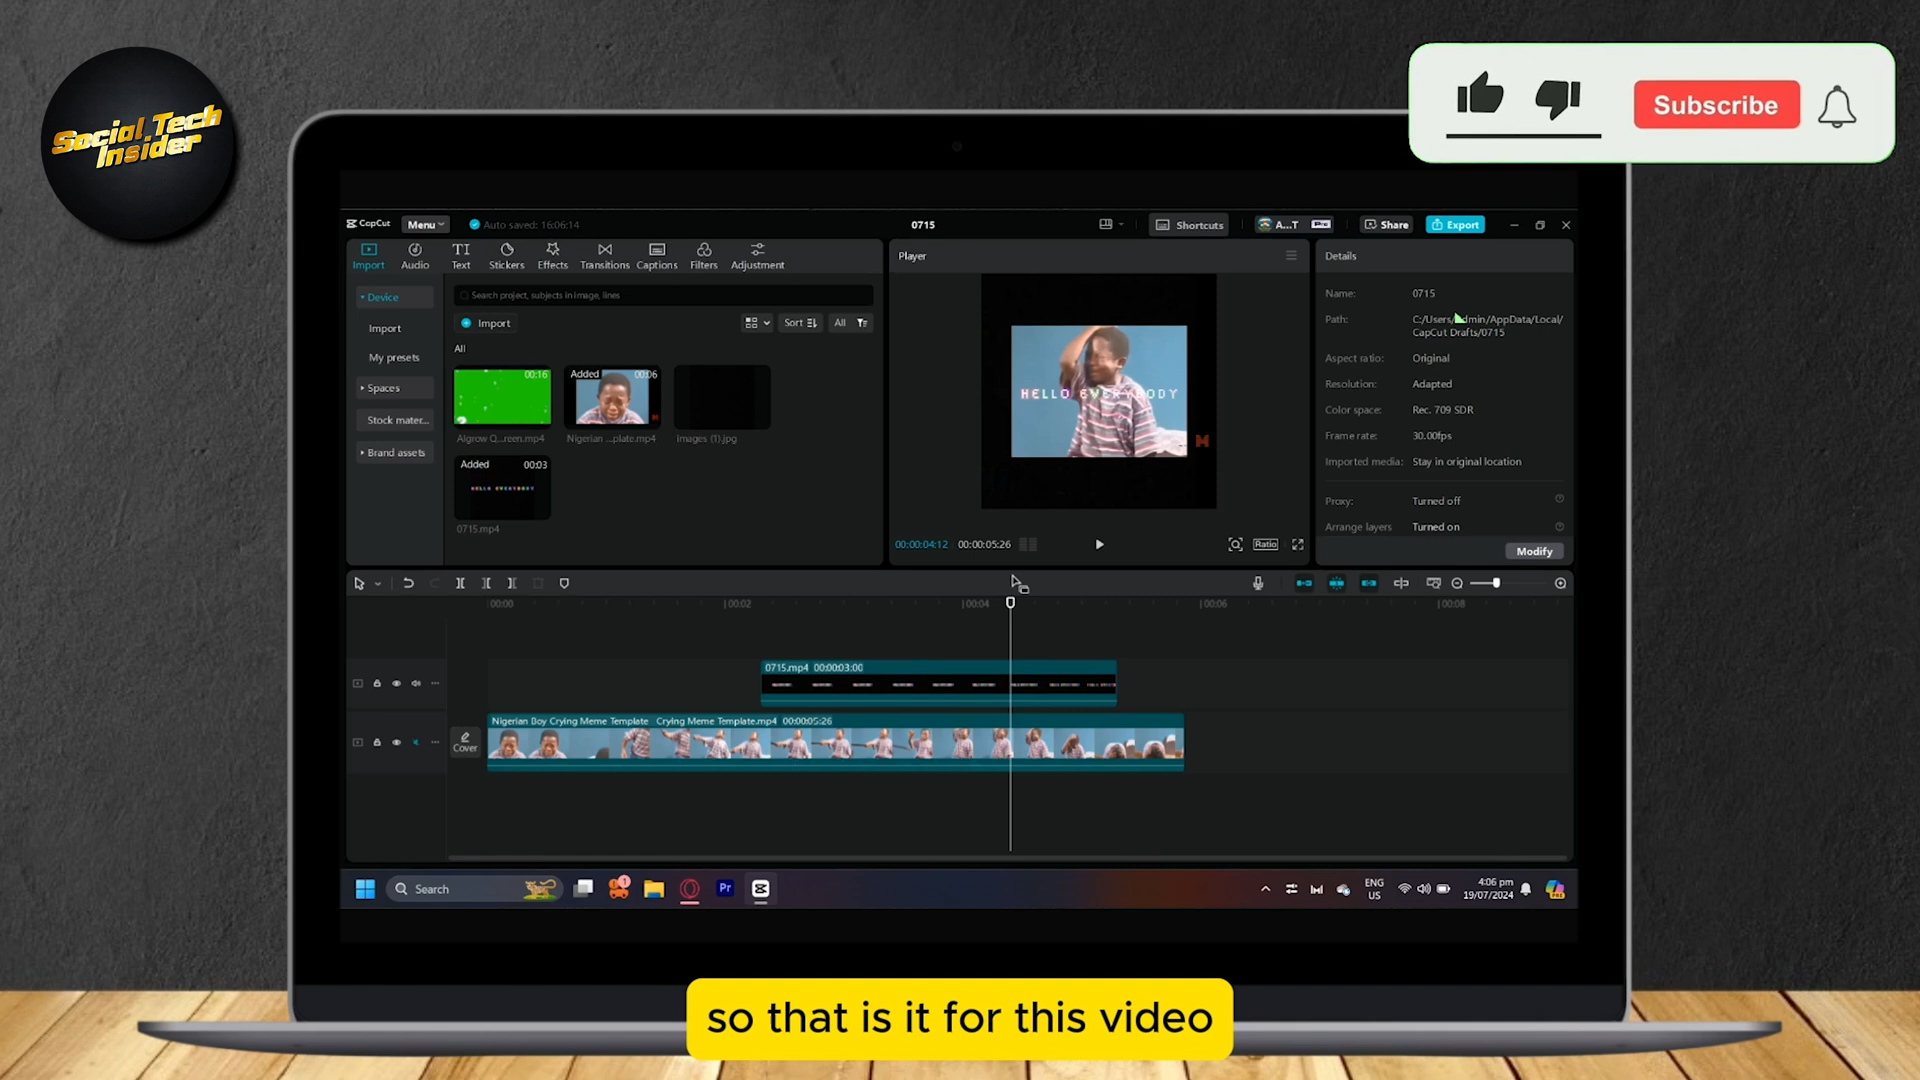 Social Tech
Insider
Subscribe
CapCut
Menu
Auto saved: 16:06:14
0715
Shortcuts
A...T
Pro
Share
Export
Import
Audio
Text
Stickers
Effects
Transitions
Captions
Filters
Adjustment
Device
Import
My presets
Spaces
Stock mater...
Brand assets
Search project, subjects in image, lines
Import
Sort
All
All
00:16
Algrow Q...reen.mp4
Added 00:06
Nigerian ...plate.mp4
images (1).jpg
Added 00:03
HELLO EVERYBODY
0715.mp4
Player
HELLO EVERYBODY
M
00:00:04:12 00:00:05:26
Ratio
Details
Name: 0715
Path: C:/Users/Admin/AppData/Local/
CapCut Drafts/0715
Aspect ratio: Original
Resolution: Adapted
Color space: Rec. 709 SDR
Frame rate: 30.00fps
Imported media: Stay in original location
Proxy: Turned off
Arrange layers Turned on
Modify
00:00 00:02 00:04 00:06 00:08
0715.mp4 00:00:03:00
Nigerian Boy Crying Meme Template Crying Meme Template.mp4 00:00:05:26
Cover
Search
1
Pr
ENG
US
4:06 pm
19/07/2024
so that is it for this video